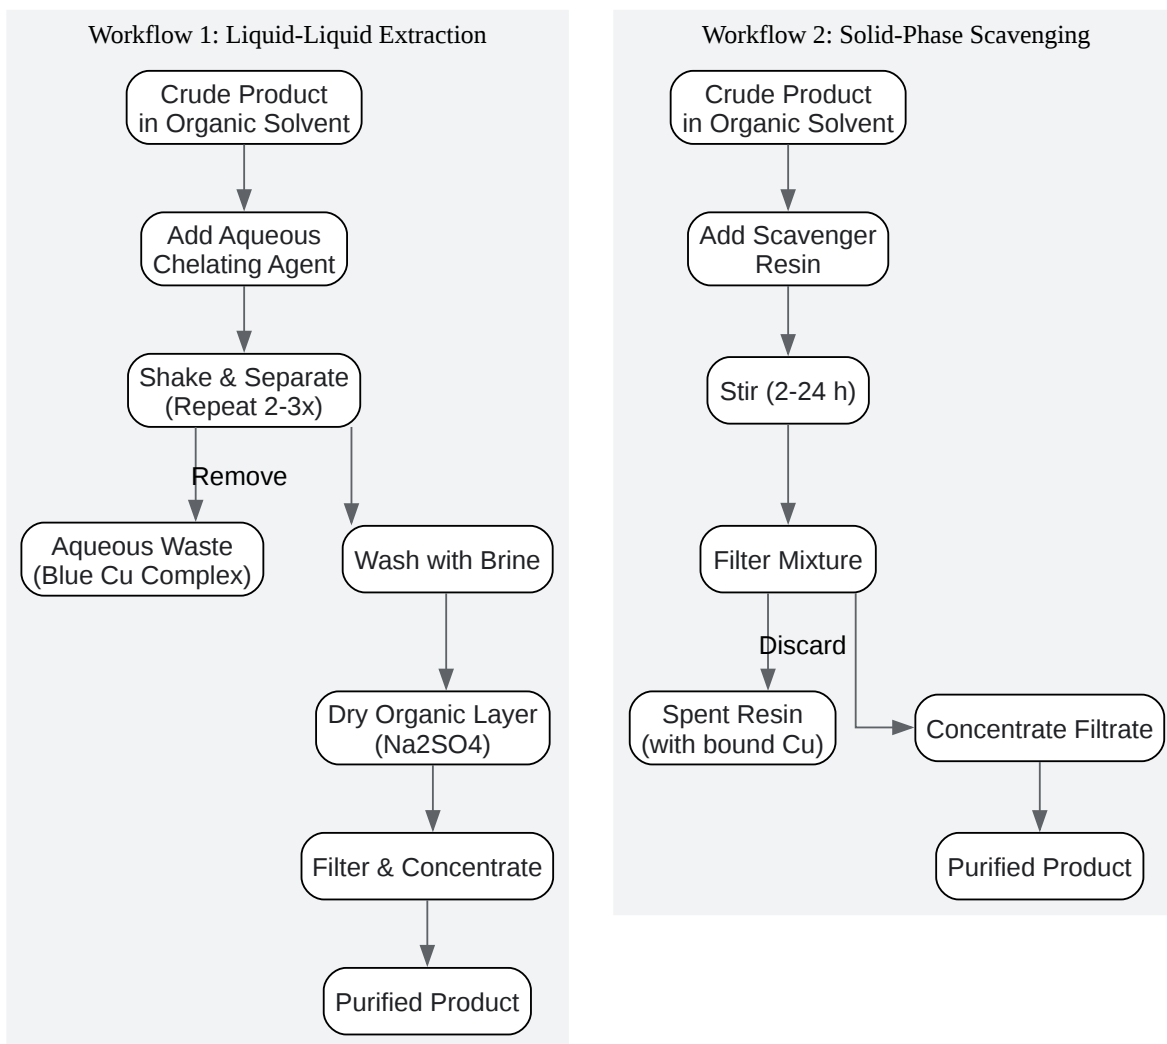 Workflow 1: Liquid-Liquid Extraction
Crude Product
in Organic Solvent
Add Aqueous
Chelating Agent
Shake & Separate
(Repeat 2-3x)
Remove
Aqueous Waste
(Blue Cu Complex)
Wash with Brine
Dry Organic Layer
(Na2SO4)
Filter & Concentrate
Purified Product
Workflow 2: Solid-Phase Scavenging
Crude Product
in Organic Solvent
Add Scavenger
Resin
Stir (2-24 h)
Filter Mixture
Discard
Spent Resin
(with bound Cu)
Concentrate Filtrate
Purified Product